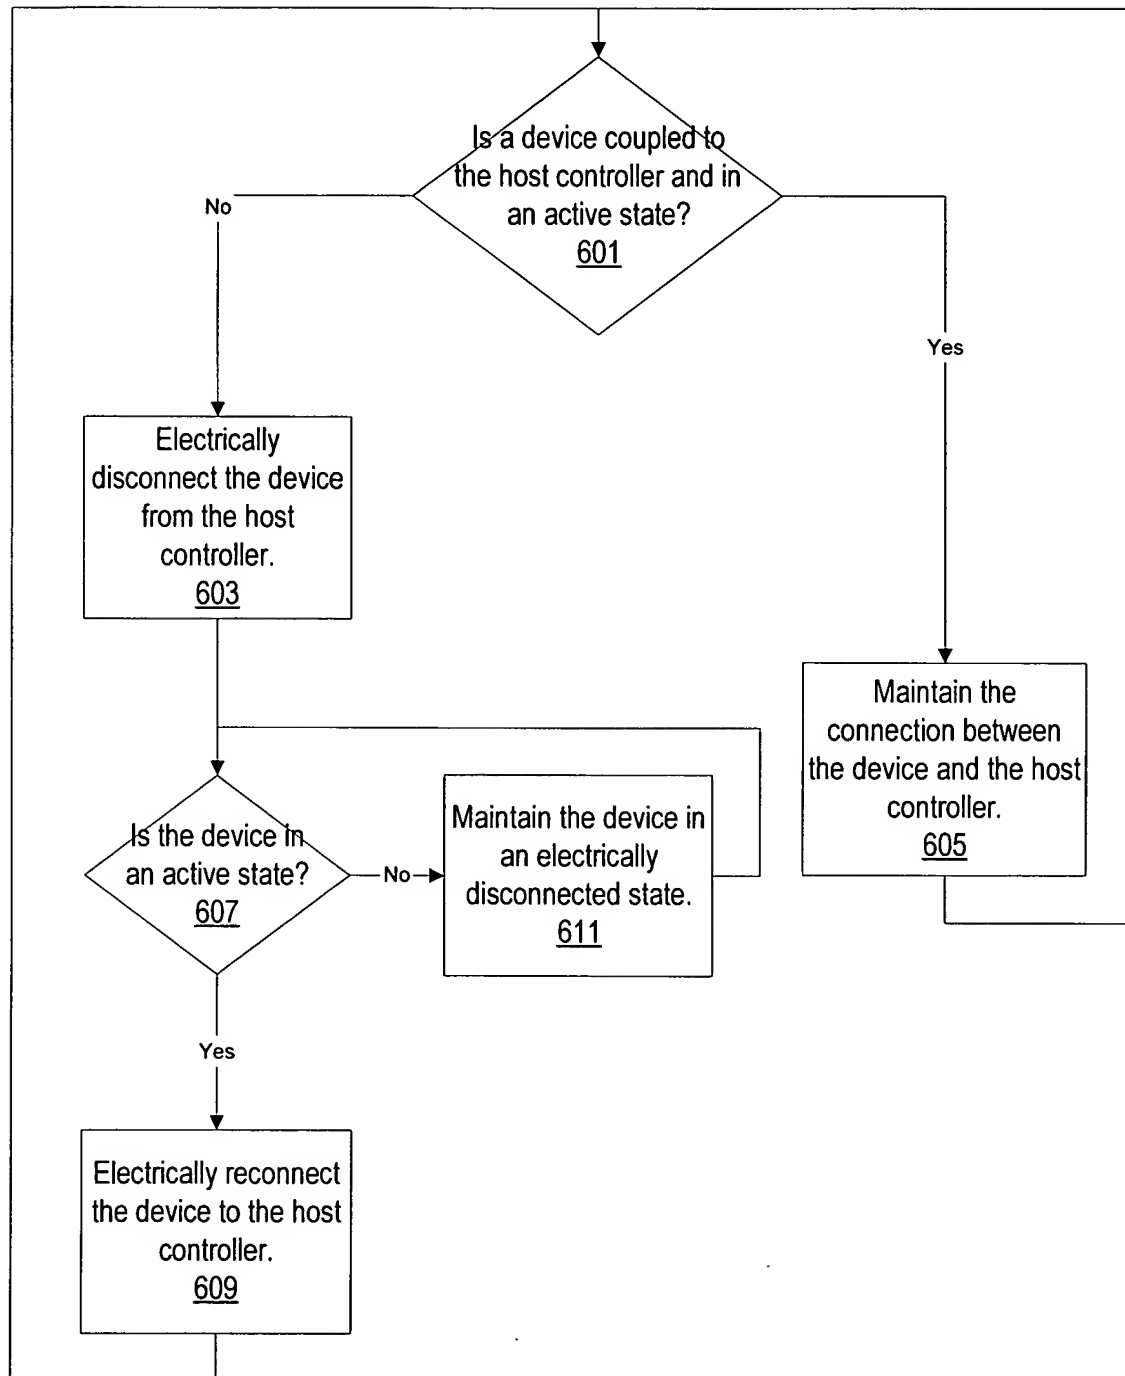 Is a device coupled to
the host controller and in
an active state?
601
No
Yes
Electrically
disconnect the device
from the host
controller.
603
Maintain the
connection between
the device and the host
controller.
605
Is the device in
an active state?
607
No
Maintain the device in
an electrically
disconnected state.
611
Yes
Electrically reconnect
the device to the host
controller.
609